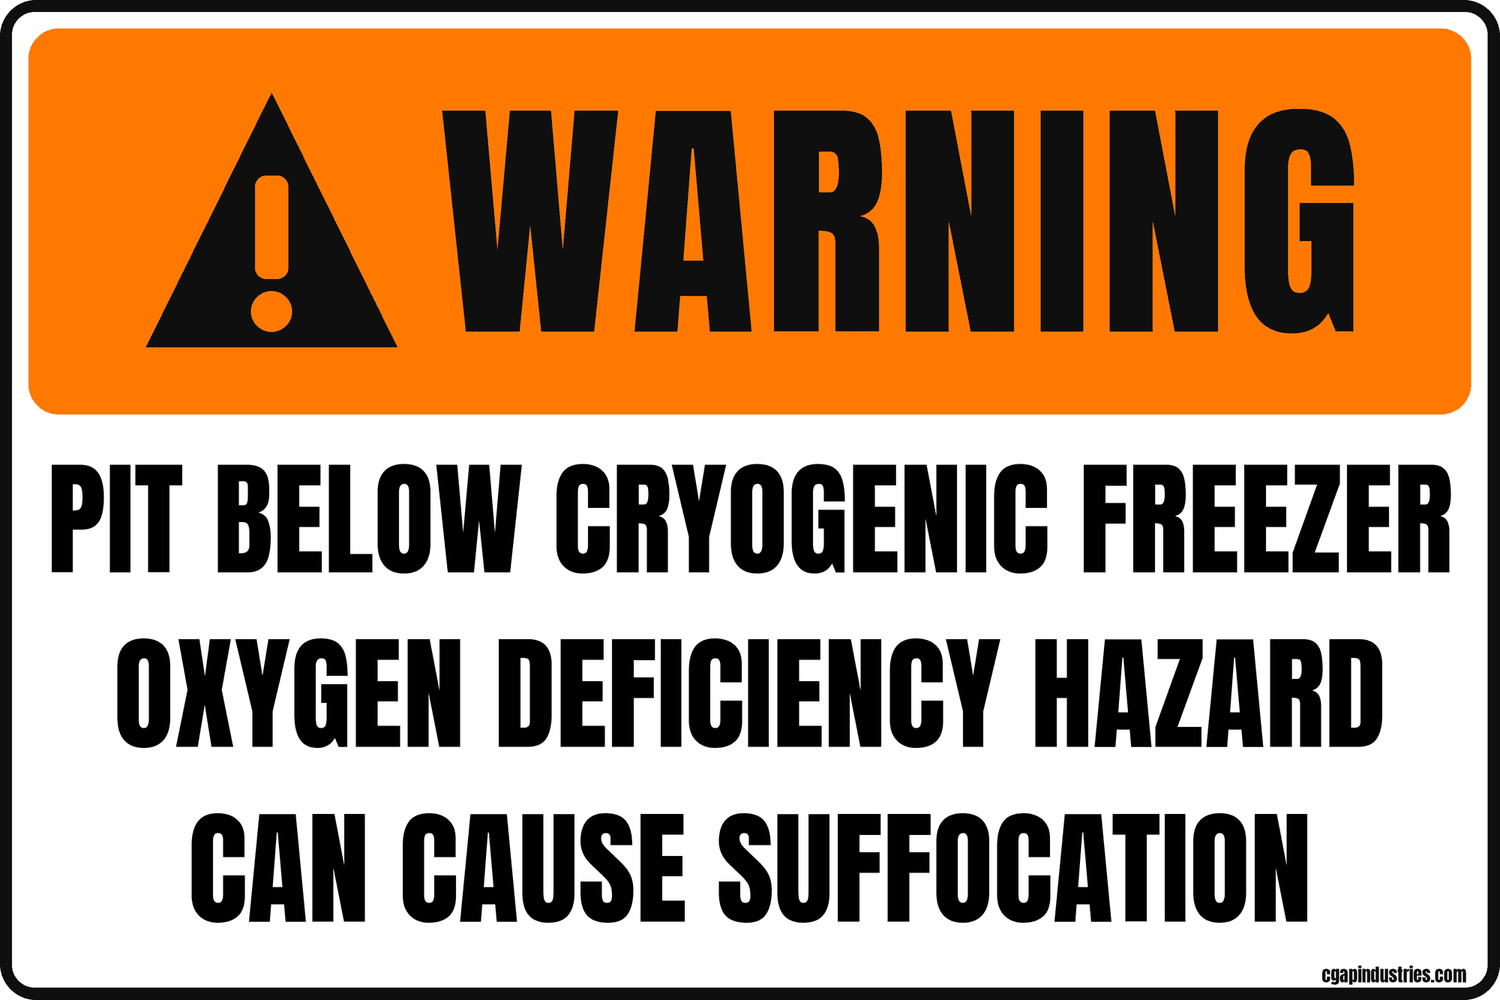 WARNING
PIT BELOW CRYOGENIC FREEZER
OXYGEN DEFICIENCY HAZARD
CAN CAUSE SUFFOCATION
cgapindustries.com